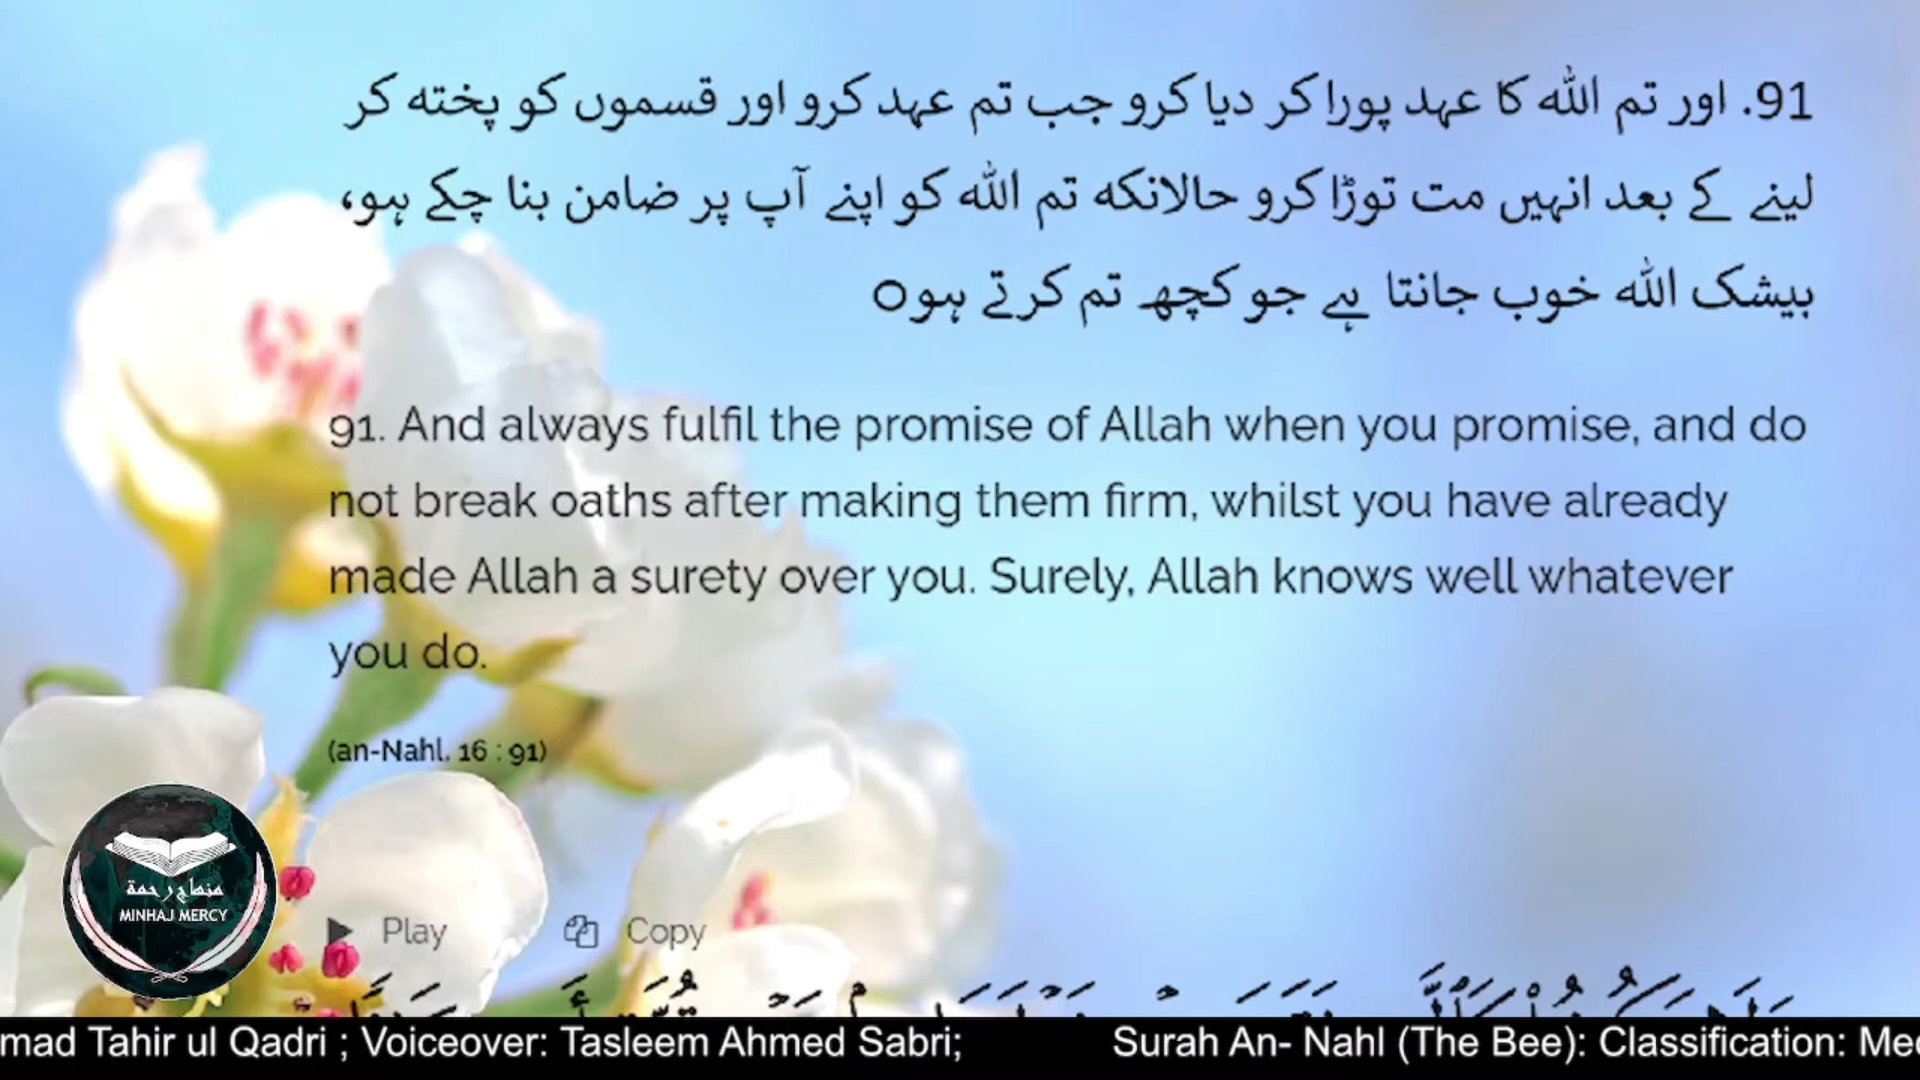 91. اور تم اللہ کا عہد پورا کر دیا کرو جب تم عہد کرو اور قسموں کو پختہ کر
لینے کے بعد انہیں مت توڑا کرو حالانکہ تم اللہ کو اپنے آپ پر ضامن بنا چکے ہو،
بیشک اللہ خوب جانتا ہے جو کچھ تم کرتے ہوo
91. And always fulfil the promise of Allah when you promise, and do
not break oaths after making them firm, whilst you have already
made Allah a surety over you. Surely, Allah knows well whatever
you do.
(an-Nahl, 16 : 91)
منهاج رحمة
MINHAJ MERCY
Play Copy
mad Tahir ul Qadri ; Voiceover: Tasleem Ahmed Sabri; Surah An- Nahl (The Bee): Classification: